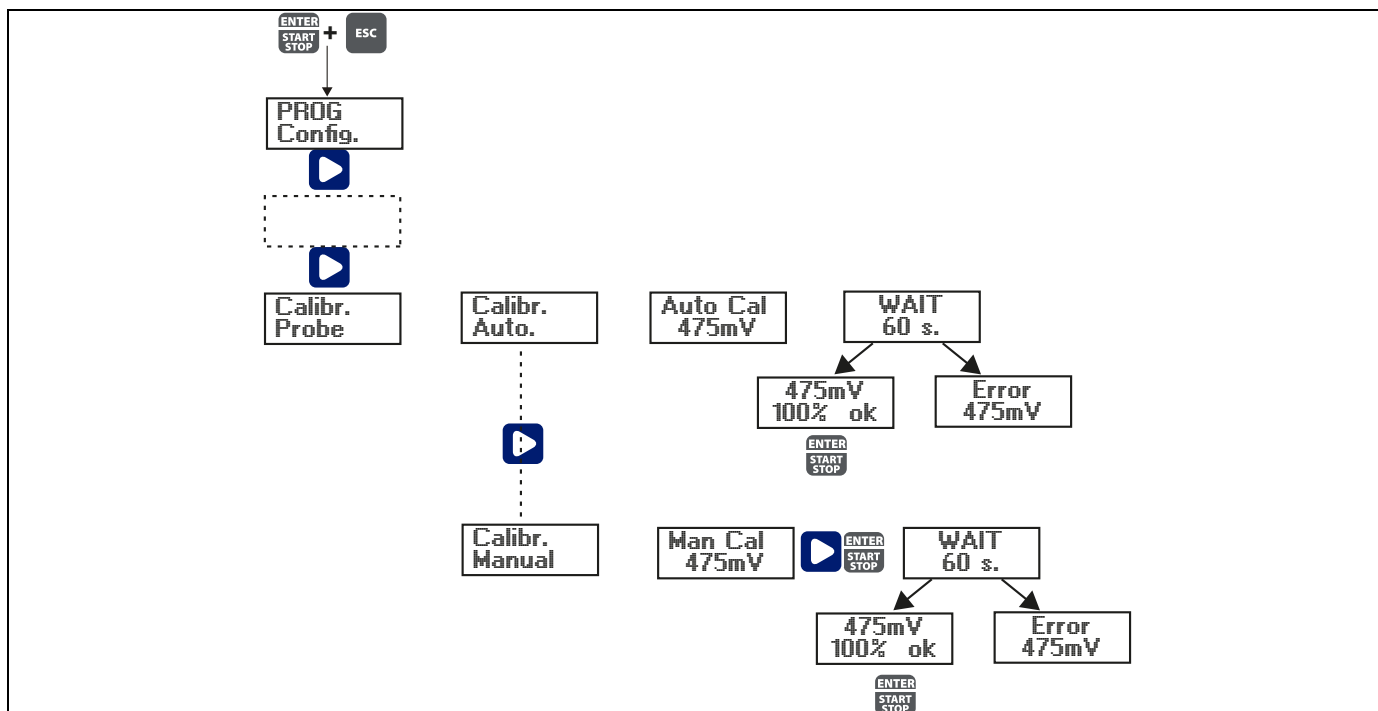 ENTER
START
STOP
+
ESC
PROG
Config.
Calibr.
Probe
Calibr.
Auto.
Auto Cal
475mV
WAIT
60 s.
475mV
100% ok
Error
475mV
ENTER
START
STOP
Calibr.
Manual
Man Cal
475mV
ENTER
START
STOP
WAIT
60 s.
475mV
100% ok
Error
475mV
ENTER
START
STOP